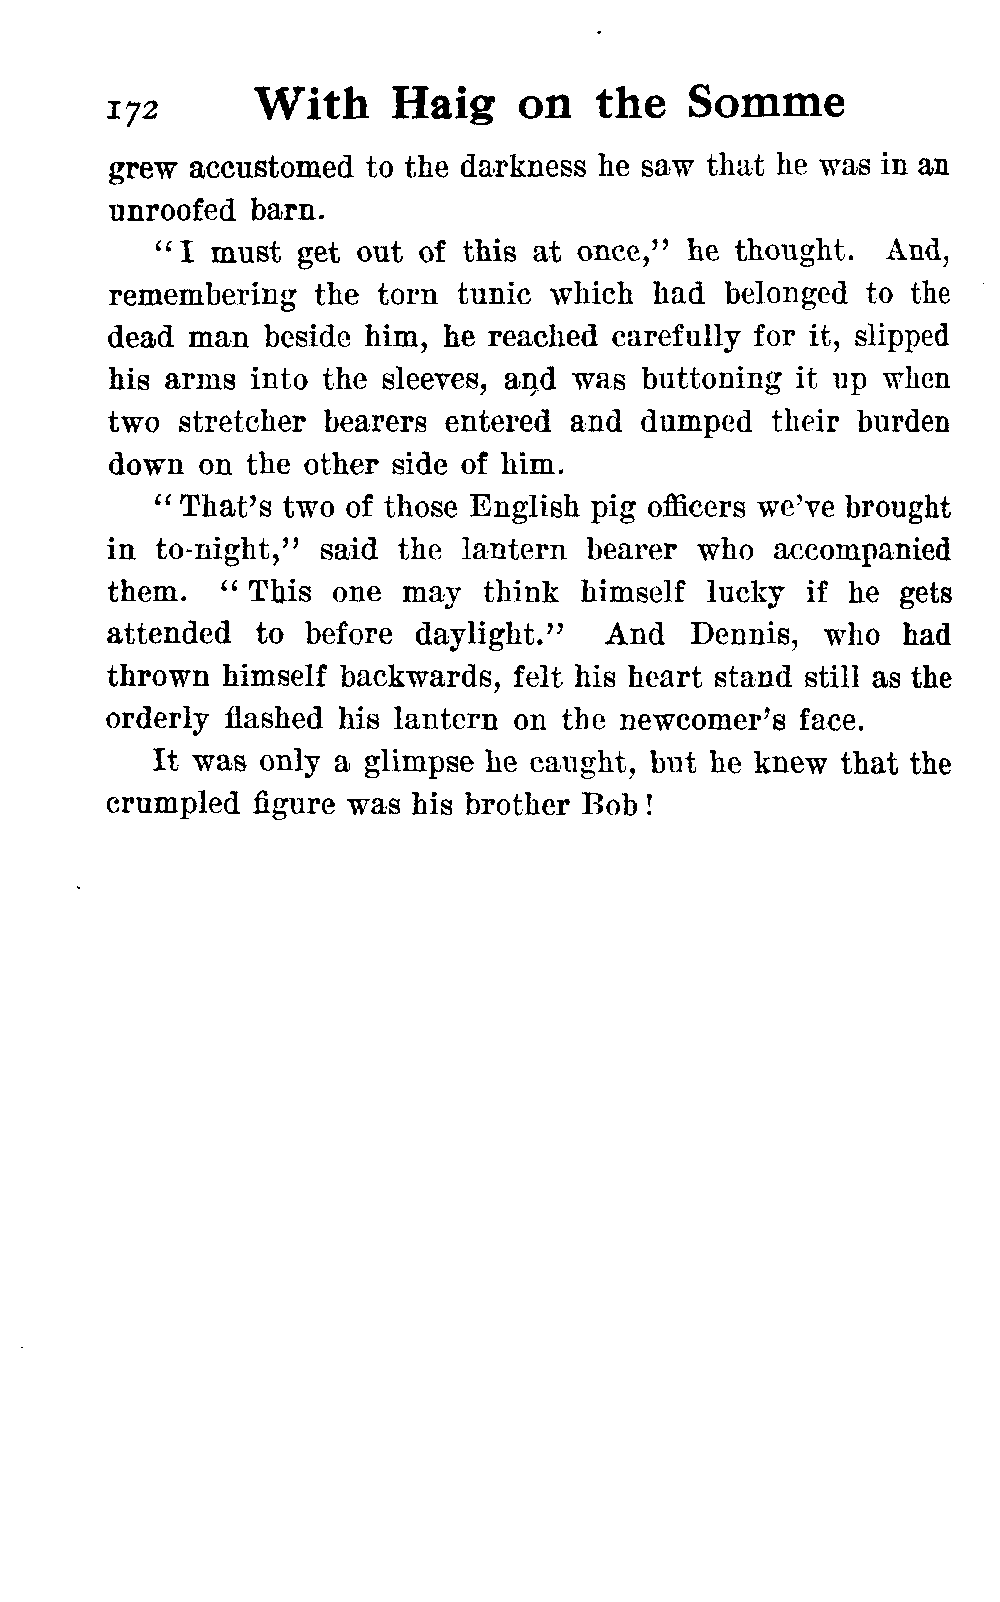 172 With Haig on the Somme
grew accustomed to the darkness he saw that he was in an
unroofed barn.
“I must get out of this at once,” he thought. And,
remembering the torn tunic which had belonged to the
dead man beside him, he reached carefully for it, slipped
his arms into the sleeves, and was buttoning it up when
two stretcher bearers entered and dumped their burden
down on the other side of him.
“That’s two of those English pig officers we’ve brought
in to-night,” said the lantern bearer who accompanied
them. “This one may think himself lucky if he gets
attended to before daylight.” And Dennis, who had
thrown himself backwards, felt his heart stand still as the
orderly flashed his lantern on the newcomer’s face.
It was only a glimpse he caught, but he knew that the
crumpled figure was his brother Bob!